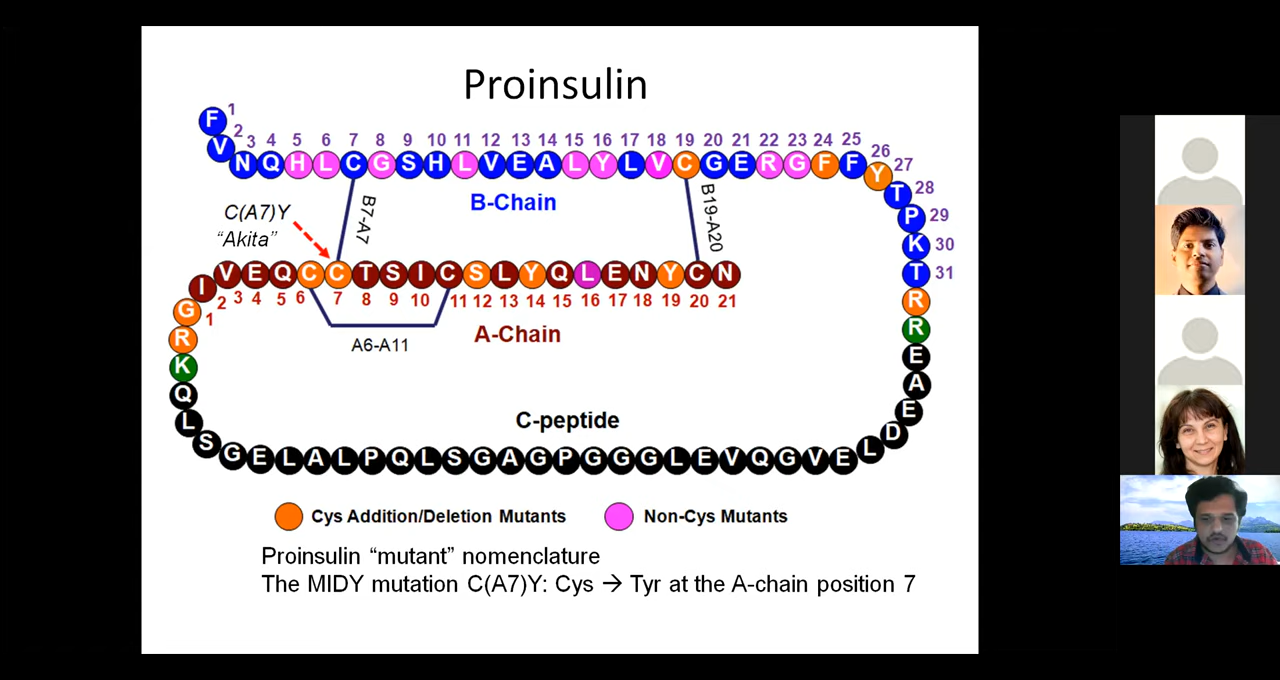 Proinsulin
1 2 3 4 5 6 7 8 9 10 11 12 13 14 15 16 17 18 19 20 21 22 23 24 25 26 27 28 29 30 31
F V N Q H L C G S H L V E A L Y L V C G E R G F F Y T P K T R R E A E D L
B7-A7
B-Chain
B19-A20
C(A7)Y
“Akita”
G I V E Q C C T S I C S L Y Q L E N Y C N
1 2 3 4 5 6 7 8 9 10 11 12 13 14 15 16 17 18 19 20 21
A6-A11
A-Chain
R K Q L S
C-peptide
G E L A L P Q L S G A G P G G G L E V Q G V E
Cys Addition/Deletion Mutants
Non-Cys Mutants
Proinsulin “mutant” nomenclature
The MIDY mutation C(A7)Y: Cys → Tyr at the A-chain position 7